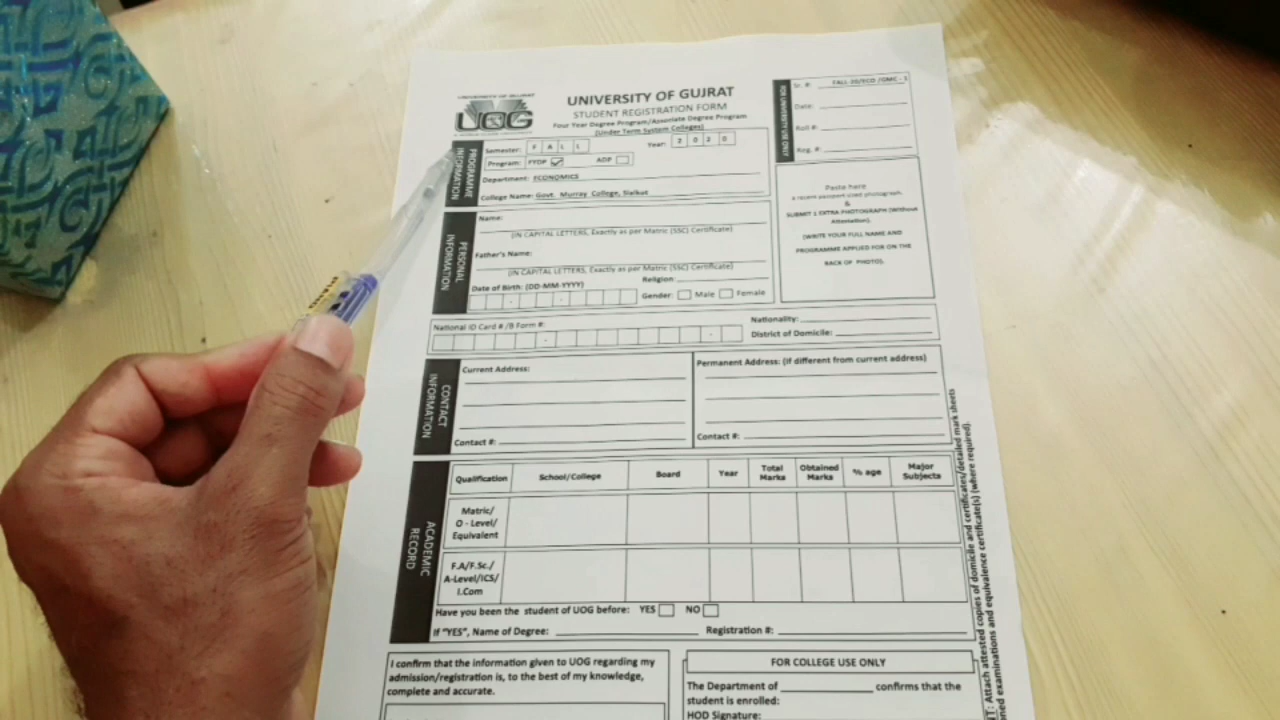 UNIVERSITY OF GUJRAT
UOG
UNIVERSITY OF GUJRAT
STUDENT REGISTRATION FORM
Four Year Degree Program/Associate Degree Program
(Under Term System Colleges)
FOR UNIVERSITY USE ONLY
Sr. #: FALL-20/ECO /GMC - 1
Date:
Roll #:
Reg. #:
PROGRAMME INFORMATION
Semester: F A L L
Year: 2 0 2 0
Program: FYDP ADP
Department: ECONOMICS
College Name: Govt. Murray College, Sialkot
Paste here
a recent passport sized photograph.
&
SUBMIT 1 EXTRA PHOTOGRAPH (Without
Attestation).
(WRITE YOUR FULL NAME AND
PROGRAMME APPLIED FOR ON THE
BACK OF PHOTO).
PERSONAL INFORMATION
Name:
(IN CAPITAL LETTERS, Exactly as per Matric (SSC) Certificate)
Father's Name:
(IN CAPITAL LETTERS, Exactly as per Matric (SSC) Certificate)
Date of Birth: (DD-MM-YYYY)
Religion:
Gender: Male Female
National ID Card # /B Form #:
Nationality:
District of Domicile:
CONTACT INFORMATION
Current Address:
Contact #:
Permanent Address: (if different from current address)
Contact #:
ACADEMIC RECORD
Qualification School/College Board Year Total Marks Obtained Marks % age Major Subjects
Matric/
O - Level/
Equivalent
F.A/F.Sc./
A-Level/ICS/
I.Com
Have you been the student of UOG before: YES NO
If "YES", Name of Degree: Registration #:
I confirm that the information given to UOG regarding my
admission/registration is, to the best of my knowledge,
complete and accurate.
FOR COLLEGE USE ONLY
The Department of confirms that the
student is enrolled:
HOD Signature:
Attach attested copies of domicile and certificates/detailed mark sheets
examinations and equivalence certificate(s) (where required).